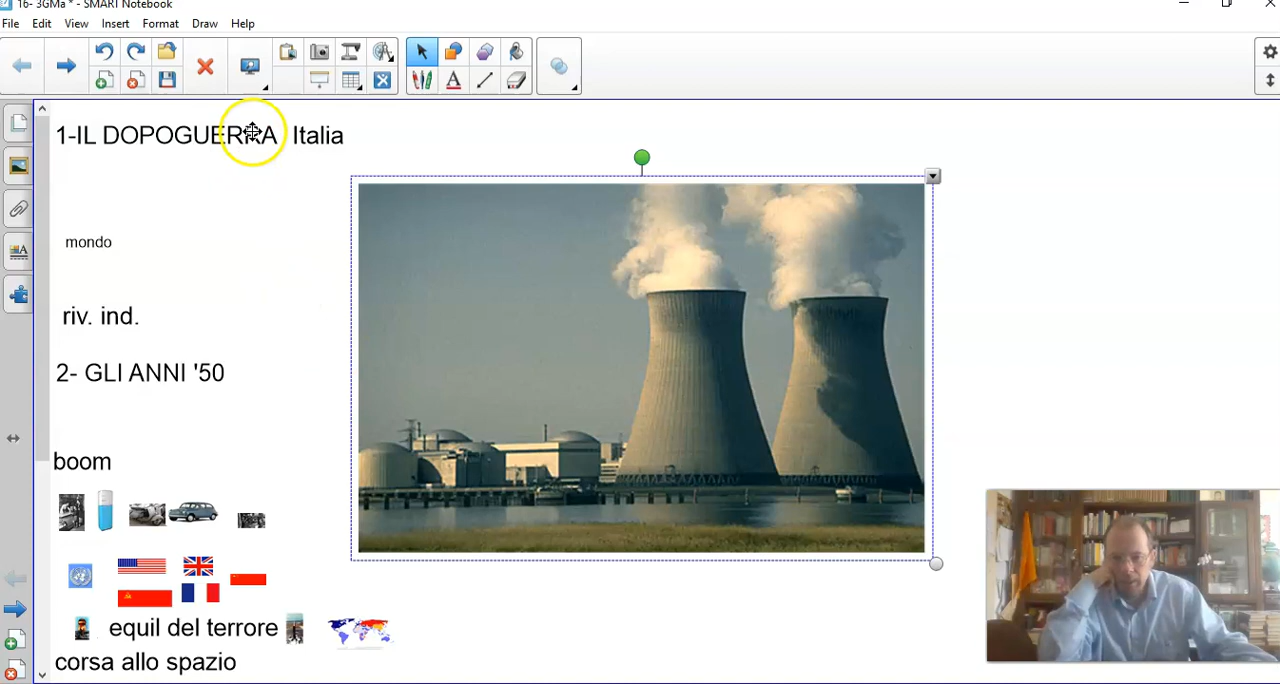 16- 3GMa * - SMART Notebook
File Edit View Insert Format Draw Help
1-IL DOPOGUERRA Italia
mondo
riv. ind.
2- GLI ANNI '50
boom
equil del terrore
corsa allo spazio